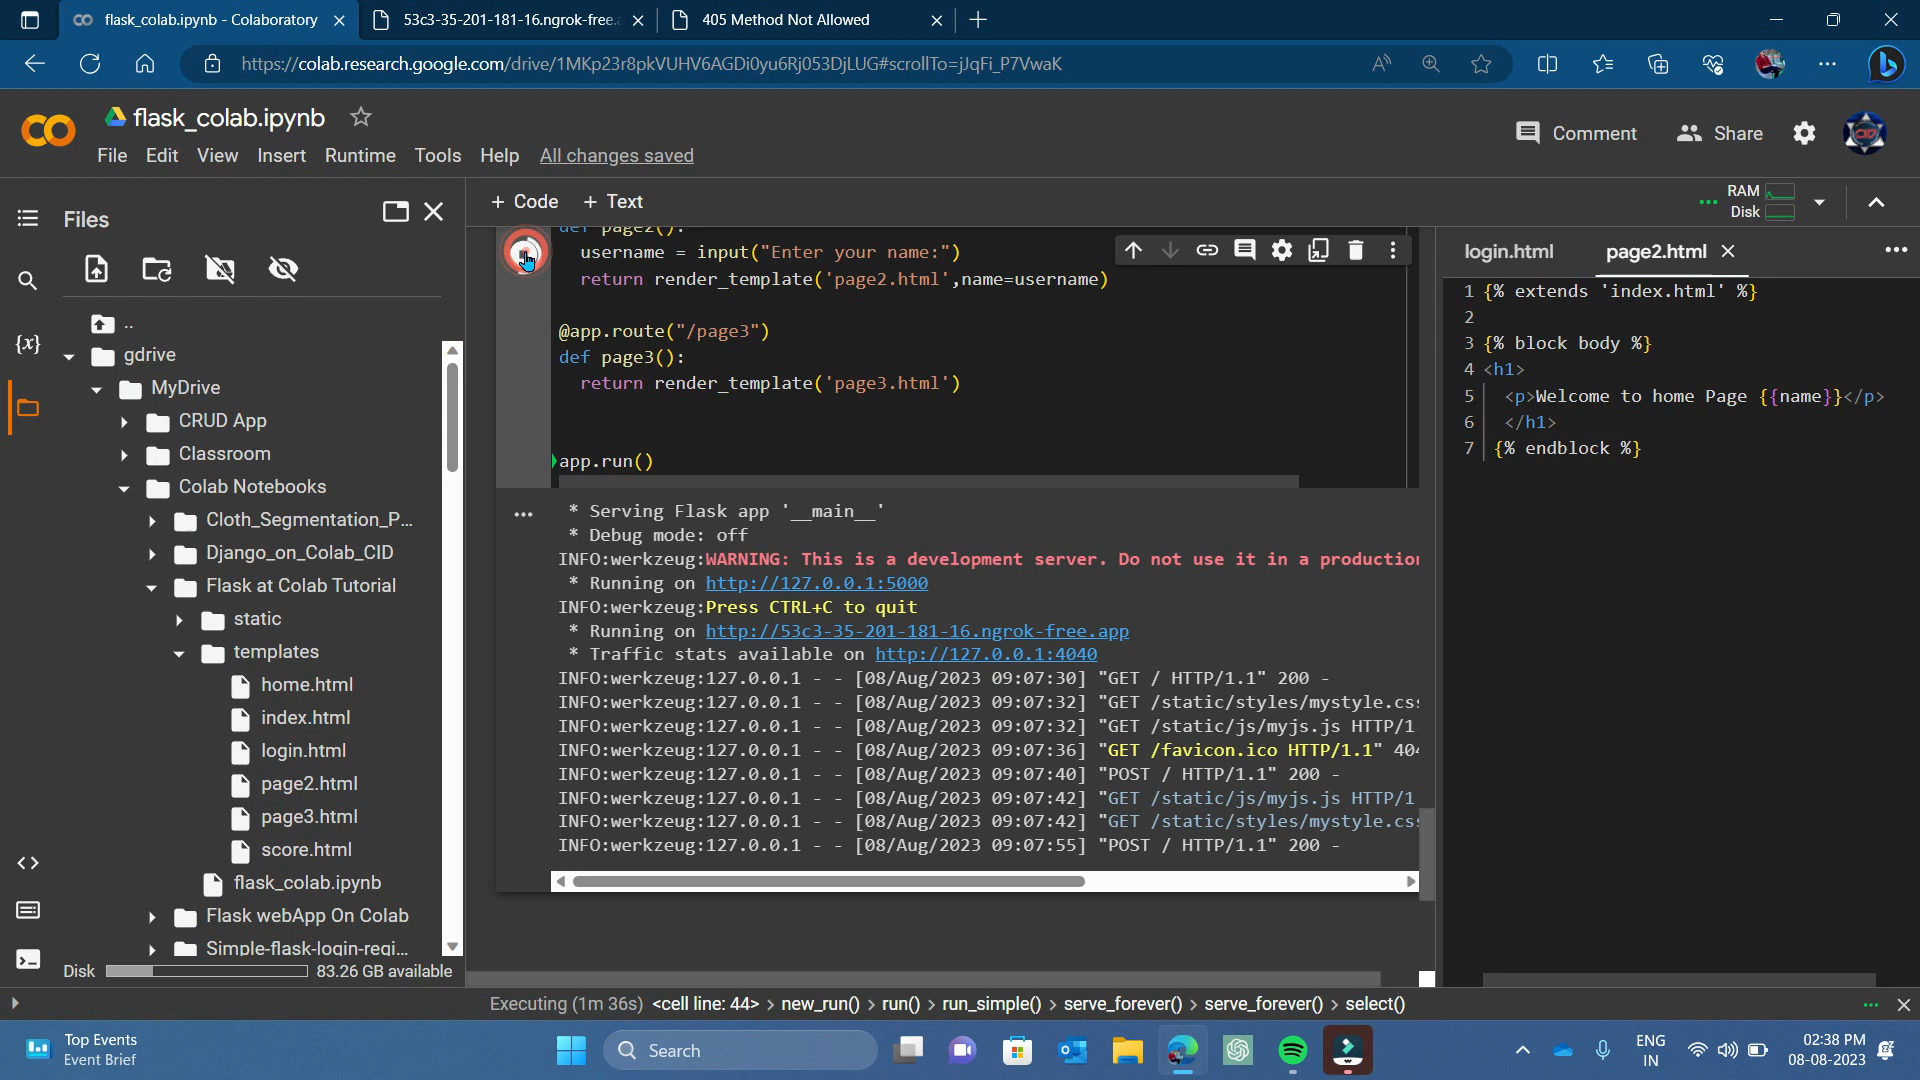 flask_colab.ipynb - Colaboratory
53c3-35-201-181-16.ngrok-free.
405 Method Not Allowed
https://colab.research.google.com/drive/1MKp23r8pkVUHV6AGDi0yu6Rj053DjLUG#scrollTo=jJqFi_P7VwaK
flask_colab.ipynb
Comment
Share
File Edit View Insert Runtime Tools Help All changes saved
Files
+ Code + Text
RAM
Disk
..
gdrive
MyDrive
CRUD App
Classroom
Colab Notebooks
Cloth_Segmentation_P...
Django_on_Colab_CID
Flask at Colab Tutorial
static
templates
home.html
index.html
login.html
page2.html
page3.html
score.html
flask_colab.ipynb
Flask webApp On Colab
Simple-flask-login-regi...
Disk 83.26 GB available
def page2():
username = input("Enter your name:")
return render_template('page2.html',name=username)
@app.route("/page3")
def page3():
return render_template('page3.html')
app.run()
* Serving Flask app '__main__'
* Debug mode: off
INFO:werkzeug:WARNING: This is a development server. Do not use it in a production
* Running on http://127.0.0.1:5000
INFO:werkzeug:Press CTRL+C to quit
* Running on http://53c3-35-201-181-16.ngrok-free.app
* Traffic stats available on http://127.0.0.1:4040
INFO:werkzeug:127.0.0.1 - - [08/Aug/2023 09:07:30] "GET / HTTP/1.1" 200 -
INFO:werkzeug:127.0.0.1 - - [08/Aug/2023 09:07:32] "GET /static/styles/mystyle.css
INFO:werkzeug:127.0.0.1 - - [08/Aug/2023 09:07:32] "GET /static/js/myjs.js HTTP/1.
INFO:werkzeug:127.0.0.1 - - [08/Aug/2023 09:07:36] "GET /favicon.ico HTTP/1.1" 404
INFO:werkzeug:127.0.0.1 - - [08/Aug/2023 09:07:40] "POST / HTTP/1.1" 200 -
INFO:werkzeug:127.0.0.1 - - [08/Aug/2023 09:07:42] "GET /static/js/myjs.js HTTP/1
INFO:werkzeug:127.0.0.1 - - [08/Aug/2023 09:07:42] "GET /static/styles/mystyle.css
INFO:werkzeug:127.0.0.1 - - [08/Aug/2023 09:07:55] "POST / HTTP/1.1" 200 -
login.html page2.html
1 {% extends 'index.html' %}
2
3 {% block body %}
4 <h1>
5 <p>Welcome to home Page {{name}}</p>
6 </h1>
7 {% endblock %}
Executing (1m 36s) <cell line: 44> > new_run() > run() > run_simple() > serve_forever() > serve_forever() > select()
Top Events
Event Brief
Search
ENG
IN
02:38 PM
08-08-2023